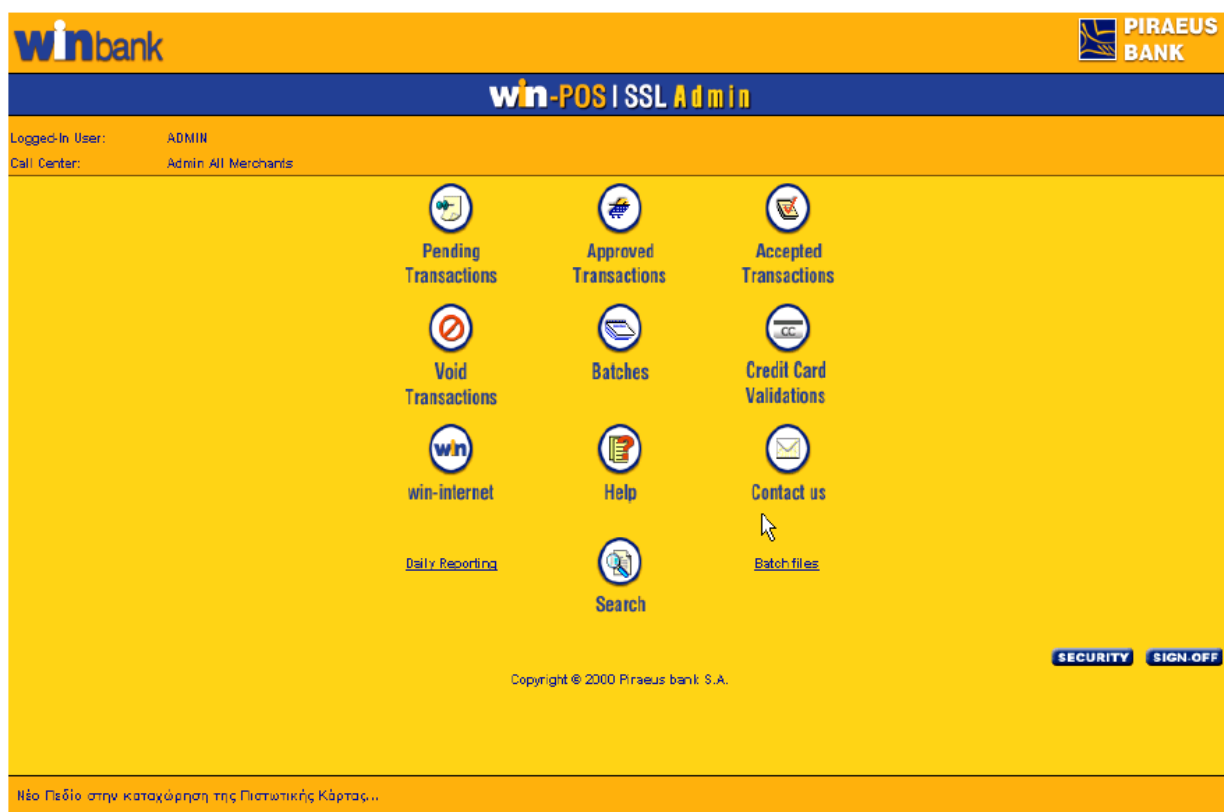 winbank
PIRAEUS
BANK
win-POS | SSL Admin
Logged-In User: ADMIN
Call Center: Admin All Merchants
Pending
Transactions
Approved
Transactions
Accepted
Transactions
Void
Transactions
Batches
CC
Credit Card
Validations
win
win-internet
Help
Contact us
Daily Reporting
Search
Batch files
SECURITY SIGN-OFF
Copyright © 2000 Piraeus bank S.A.
Νέο Πεδίο στην καταχώρηση της Πιστωτικής Κάρτας...